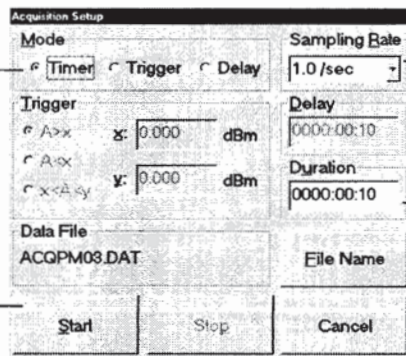 Acquisition Setup
Mode
Timer Trigger Delay
Sampling Rate
1.0 /sec
Trigger
A>x x: 0.000 dBm
A<x
y: 0.000 dBm
x<A<y
Delay
0000:00:10
Duration
0000:00:10
Data File
ACQPM03.DAT
File Name
Start Stop Cancel